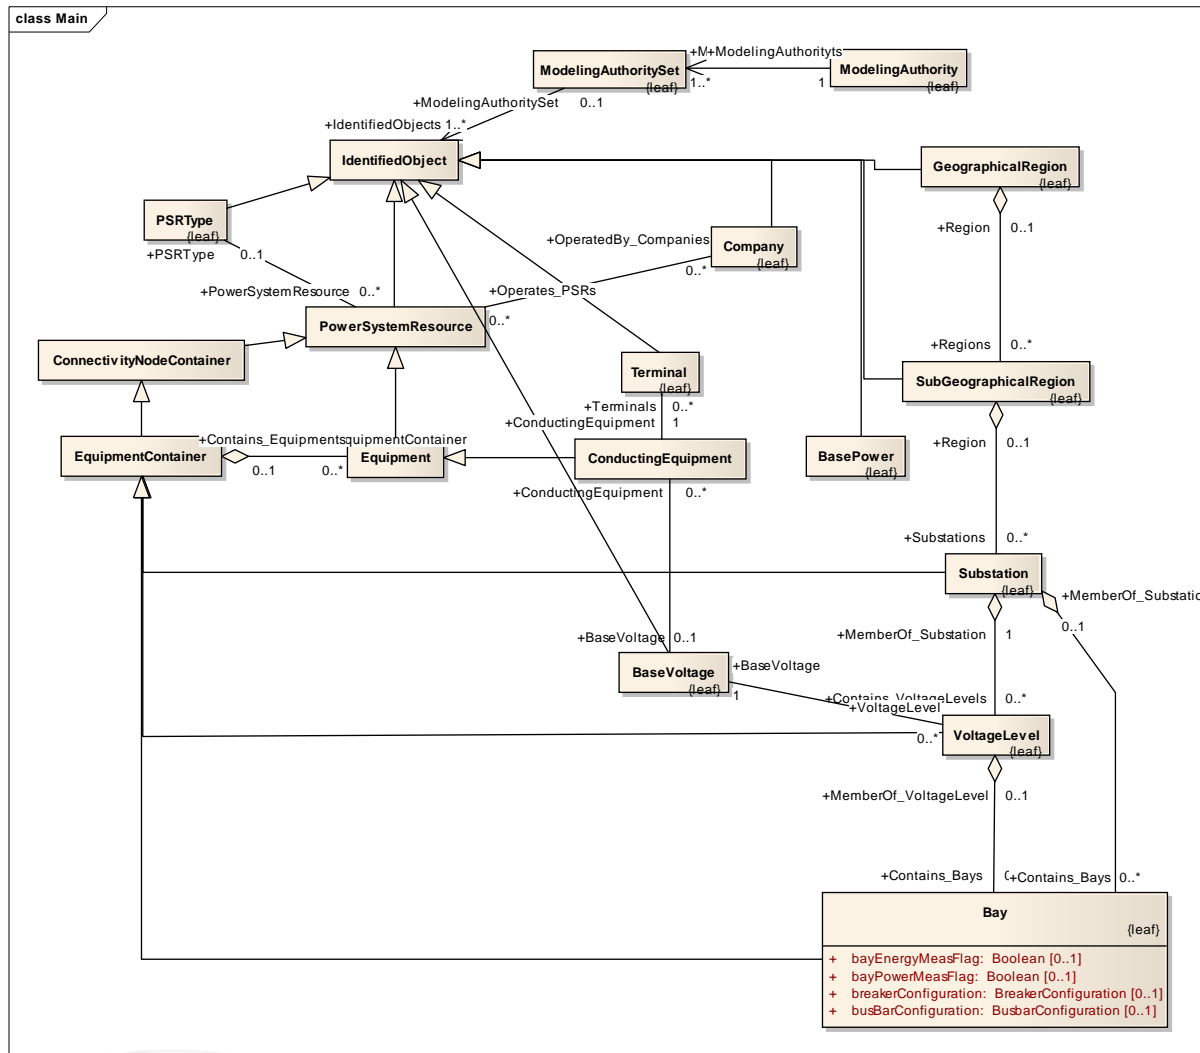 class Main
ModelingAuthoritySet
{leaf}
+ModelingAuthorityts
1..*
1
ModelingAuthority
{leaf}
+ModelingAuthoritySet 0..1
+IdentifiedObjects 1..*
IdentifiedObject
GeographicalRegion
{leaf}
PSRType
{leaf}
+PSRType 0..1
+Region 0..1
+OperatedBy_Companies
0..*
Company
{leaf}
+PowerSystemResource 0..*
+Operates_PSRs
0..*
PowerSystemResource
ConnectivityNodeContainer
+Regions 0..*
Terminal
{leaf}
SubGeographicalRegion
{leaf}
+Terminals 0..*
+ConductingEquipment 1
+Region 0..1
+Contains_Equipments
quipmentContainer
EquipmentContainer
0..1
0..*
Equipment
ConductingEquipment
BasePower
{leaf}
+ConductingEquipment 0..*
+Substations 0..*
Substation
{leaf}
+MemberOf_Substatio
0..1
+MemberOf_Substation 1
+BaseVoltage 0..1
BaseVoltage
{leaf}
+BaseVoltage
1
+Contains_VoltageLevels 0..*
+VoltageLevel
0..*
VoltageLevel
{leaf}
+MemberOf_VoltageLevel 0..1
+Contains_Bays
+Contains_Bays 0..*
Bay
{leaf}
+ bayEnergyMeasFlag: Boolean [0..1]
+ bayPowerMeasFlag: Boolean [0..1]
+ breakerConfiguration: BreakerConfiguration [0..1]
+ busBarConfiguration: BusbarConfiguration [0..1]